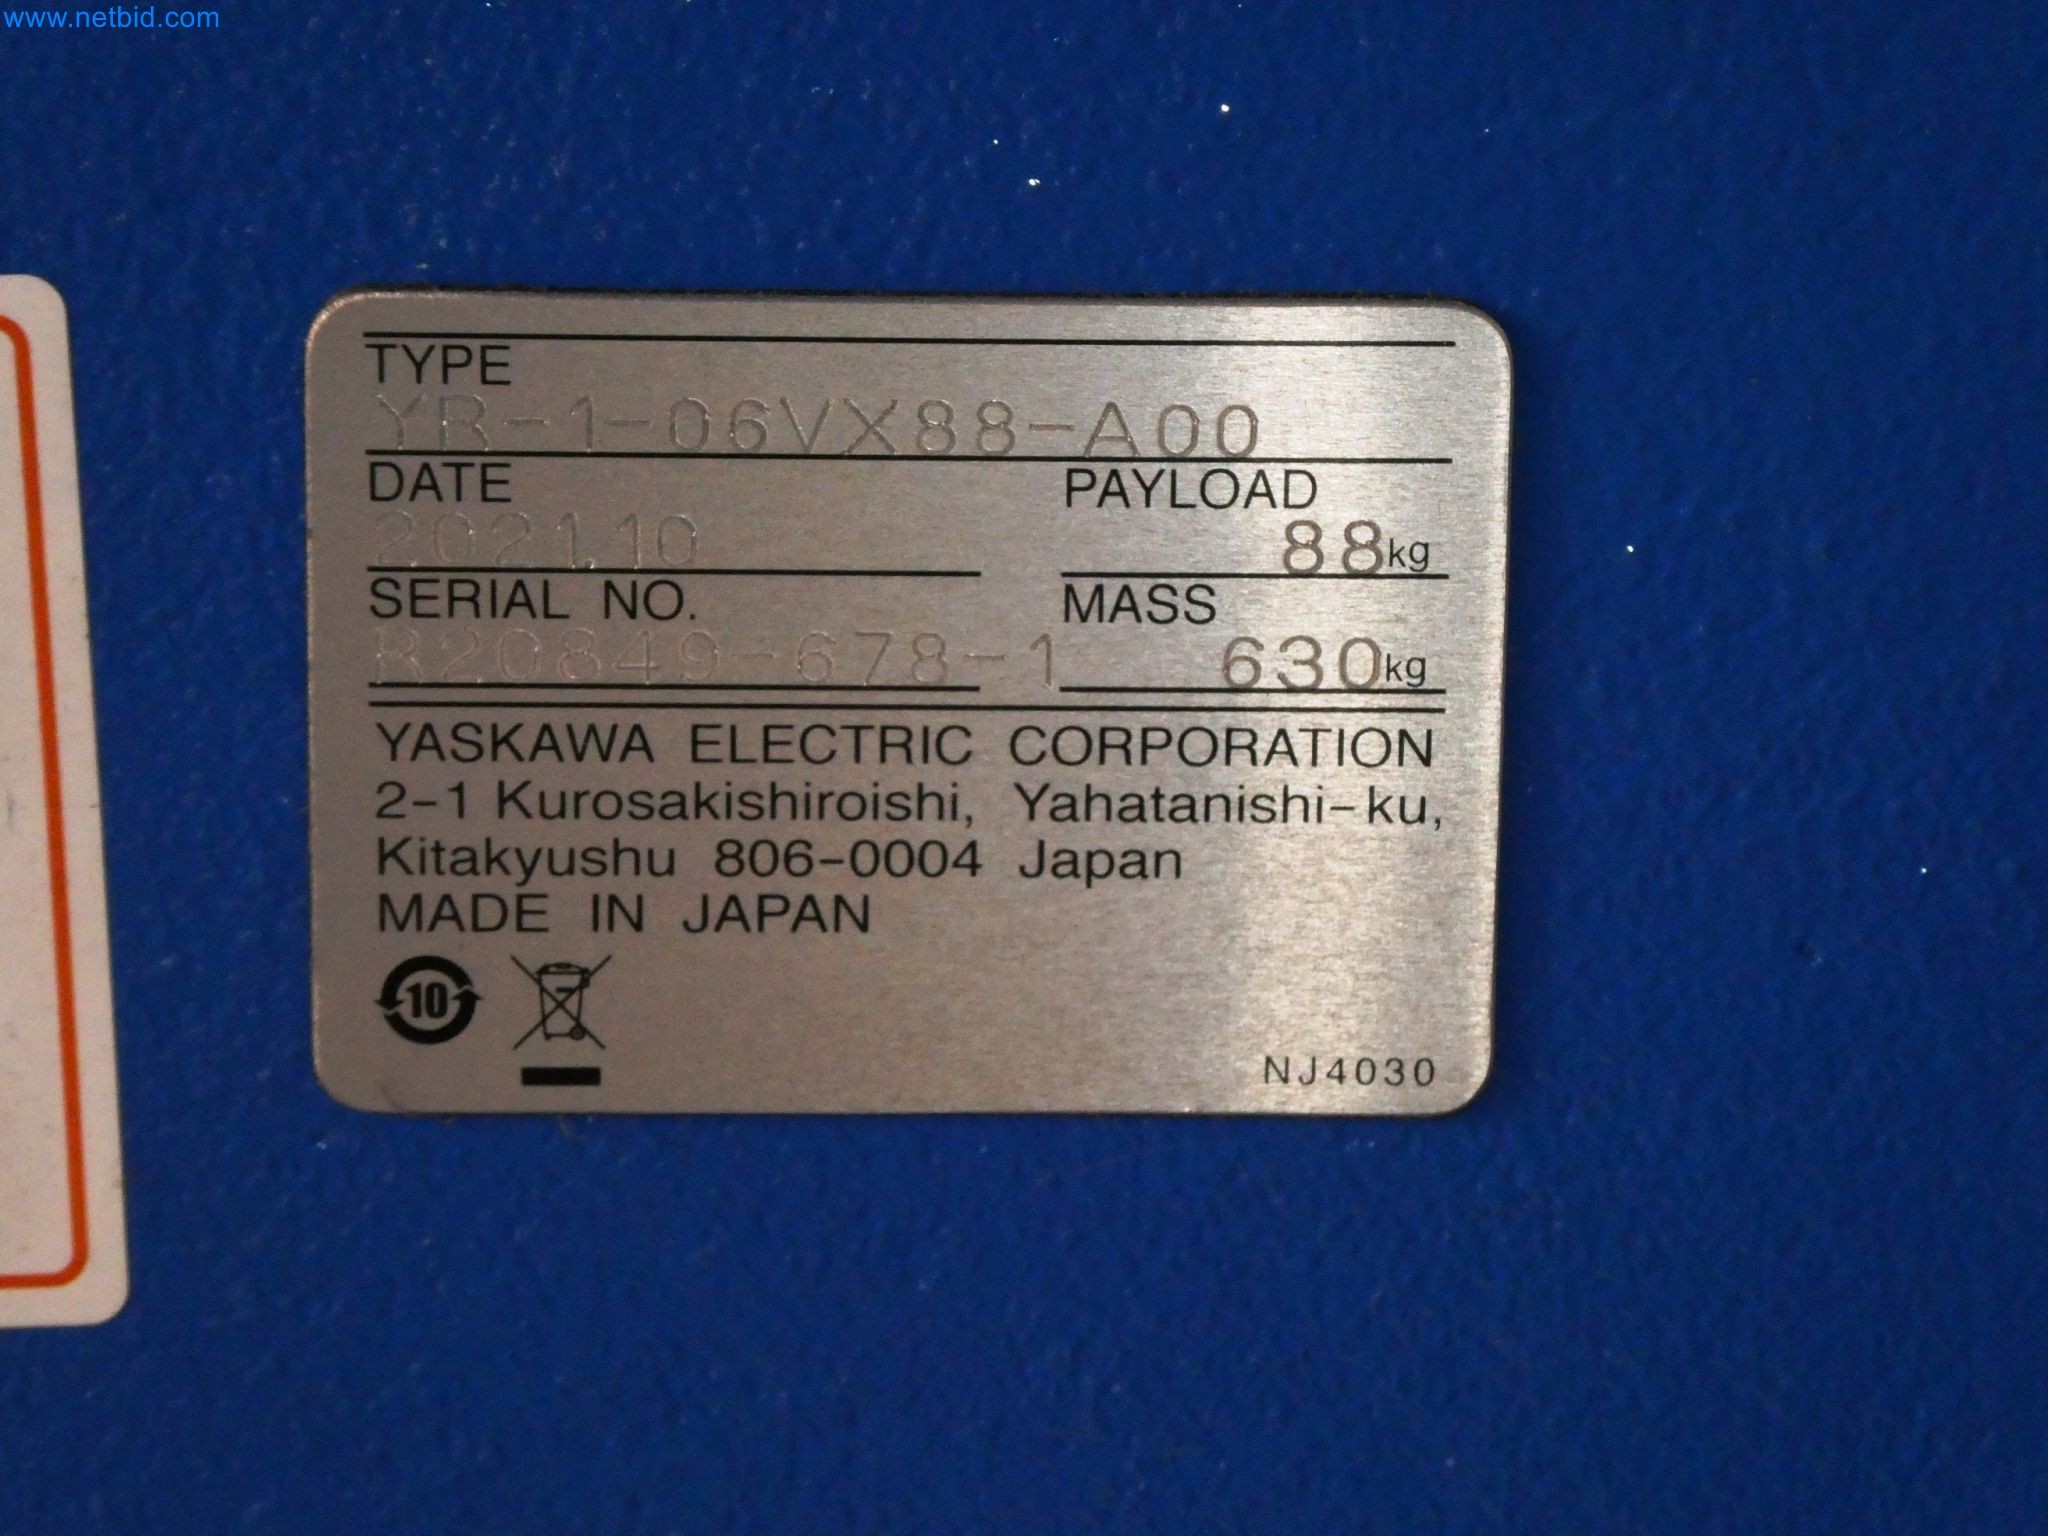 www.netbid.com
TYPE
YR-1-06VX88-A00
DATE
2021.10
PAYLOAD
88kg
SERIAL NO.
R20849-678-1
MASS
630kg
YASKAWA ELECTRIC CORPORATION
2-1 Kurosakishiroishi, Yahatanishi-ku,
Kitakyushu 806-0004 Japan
MADE IN JAPAN
10
NJ4030